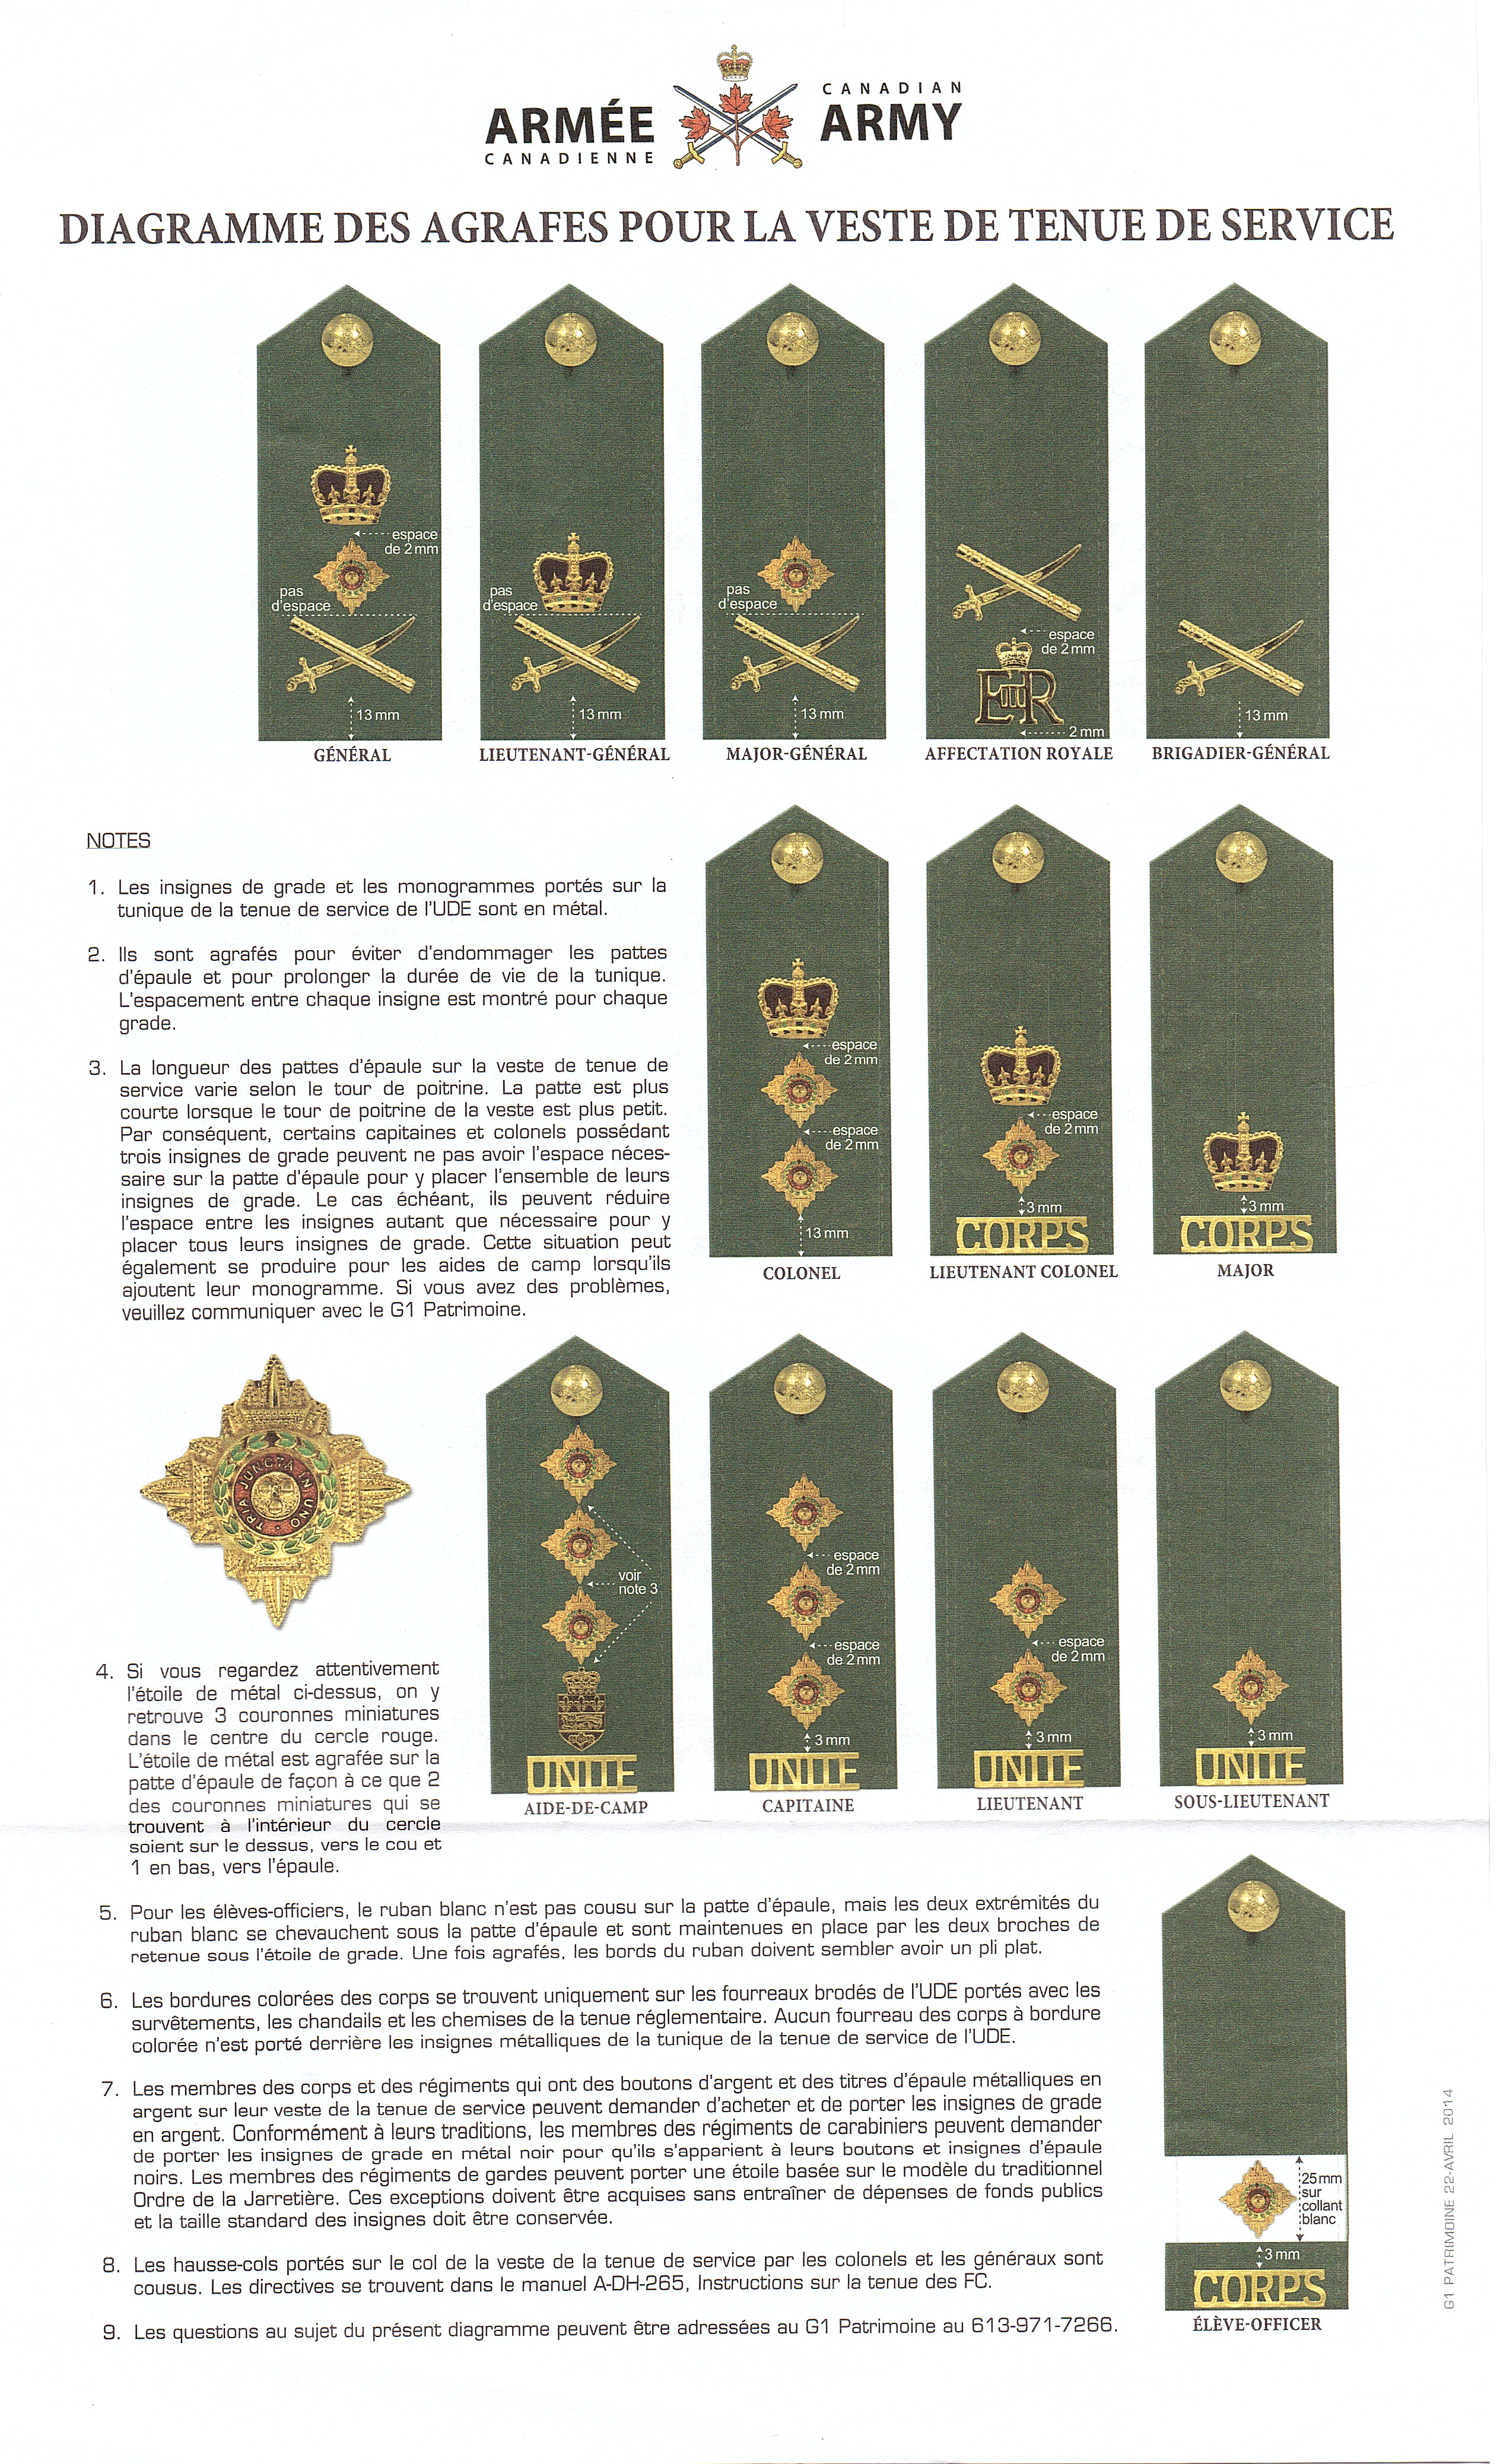 ARMÉE
CANADIENNE
CANADIAN
ARMY
DIAGRAMME DES AGRAFES POUR LA VESTE DE TENUE DE SERVICE
espace
de 2 mm
pas
d'espace
13 mm
GÉNÉRAL
pas
d'espace
13 mm
LIEUTENANT-GÉNÉRAL
pas
d'espace
13 mm
MAJOR-GÉNÉRAL
espace
de 2 mm
EIIR
2 mm
AFFECTATION ROYALE
13 mm
BRIGADIER-GÉNÉRAL
NOTES
1. Les insignes de grade et les monogrammes portés sur la
tunique de la tenue de service de l'UDE sont en métal.
2. Ils sont agrafés pour éviter d'endommager les pattes
d'épaule et pour prolonger la durée de vie de la tunique.
L'espacement entre chaque insigne est montré pour chaque
grade.
3. La longueur des pattes d'épaule sur la veste de tenue de
service varie selon le tour de poitrine. La patte est plus
courte lorsque le tour de poitrine de la veste est plus petit.
Par conséquent, certains capitaines et colonels possédant
trois insignes de grade peuvent ne pas avoir l'espace néces-
saire sur la patte d'épaule pour y placer l'ensemble de leurs
insignes de grade. Le cas échéant, ils peuvent réduire
l'espace entre les insignes autant que nécessaire pour y
placer tous leurs insignes de grade. Cette situation peut
également se produire pour les aides de camp lorsqu'ils
ajoutent leur monogramme. Si vous avez des problèmes,
veuillez communiquer avec le G1 Patrimoine.
espace
de 2 mm
espace
de 2 mm
13 mm
COLONEL
espace
de 2 mm
3 mm
CORPS
LIEUTENANT COLONEL
3 mm
CORPS
MAJOR
TRIA JUNCTA IN UNO
voir
note 3
UNITE
AIDE-DE-CAMP
espace
de 2 mm
espace
de 2 mm
3 mm
UNITE
CAPITAINE
espace
de 2 mm
3 mm
UNITE
LIEUTENANT
3 mm
UNITE
SOUS-LIEUTENANT
4. Si vous regardez attentivement
l'étoile de métal ci-dessus, on y
retrouve 3 couronnes miniatures
dans le centre du cercle rouge.
L'étoile de métal est agrafée sur la
patte d'épaule de façon à ce que 2
des couronnes miniatures qui se
trouvent à l'intérieur du cercle
soient sur le dessus, vers le cou et
1 en bas, vers l'épaule.
5. Pour les élèves-officiers, le ruban blanc n'est pas cousu sur la patte d'épaule, mais les deux extrémités du
ruban blanc se chevauchent sous la patte d'épaule et sont maintenues en place par les deux broches de
retenue sous l'étoile de grade. Une fois agrafés, les bords du ruban doivent sembler avoir un pli plat.
6. Les bordures colorées des corps se trouvent uniquement sur les fourreaux brodés de l'UDE portés avec les
survêtements, les chandails et les chemises de la tenue réglementaire. Aucun fourreau des corps à bordure
colorée n'est porté derrière les insignes métalliques de la tunique de la tenue de service de l'UDE.
7. Les membres des corps et des régiments qui ont des boutons d'argent et des titres d'épaule métalliques en
argent sur leur veste de la tenue de service peuvent demander d'acheter et de porter les insignes de grade
en argent. Conformément à leurs traditions, les membres des régiments de carabiniers peuvent demander
de porter les insignes de grade en métal noir pour qu'ils s'apparient à leurs boutons et insignes d'épaule
noirs. Les membres des régiments de gardes peuvent porter une étoile basée sur le modèle du traditionnel
Ordre de la Jarretière. Ces exceptions doivent être acquises sans entraîner de dépenses de fonds publics
et la taille standard des insignes doit être conservée.
8. Les hausse-cols portés sur le col de la veste de la tenue de service par les colonels et les généraux sont
cousus. Les directives se trouvent dans le manuel A-DH-265, Instructions sur la tenue des FC.
9. Les questions au sujet du présent diagramme peuvent être adressées au G1 Patrimoine au 613-971-7266.
25 mm
sur
collant
blanc
3 mm
CORPS
ÉLÈVE-OFFICER
G1 PATRIMOINE 22-AVRIL 2014